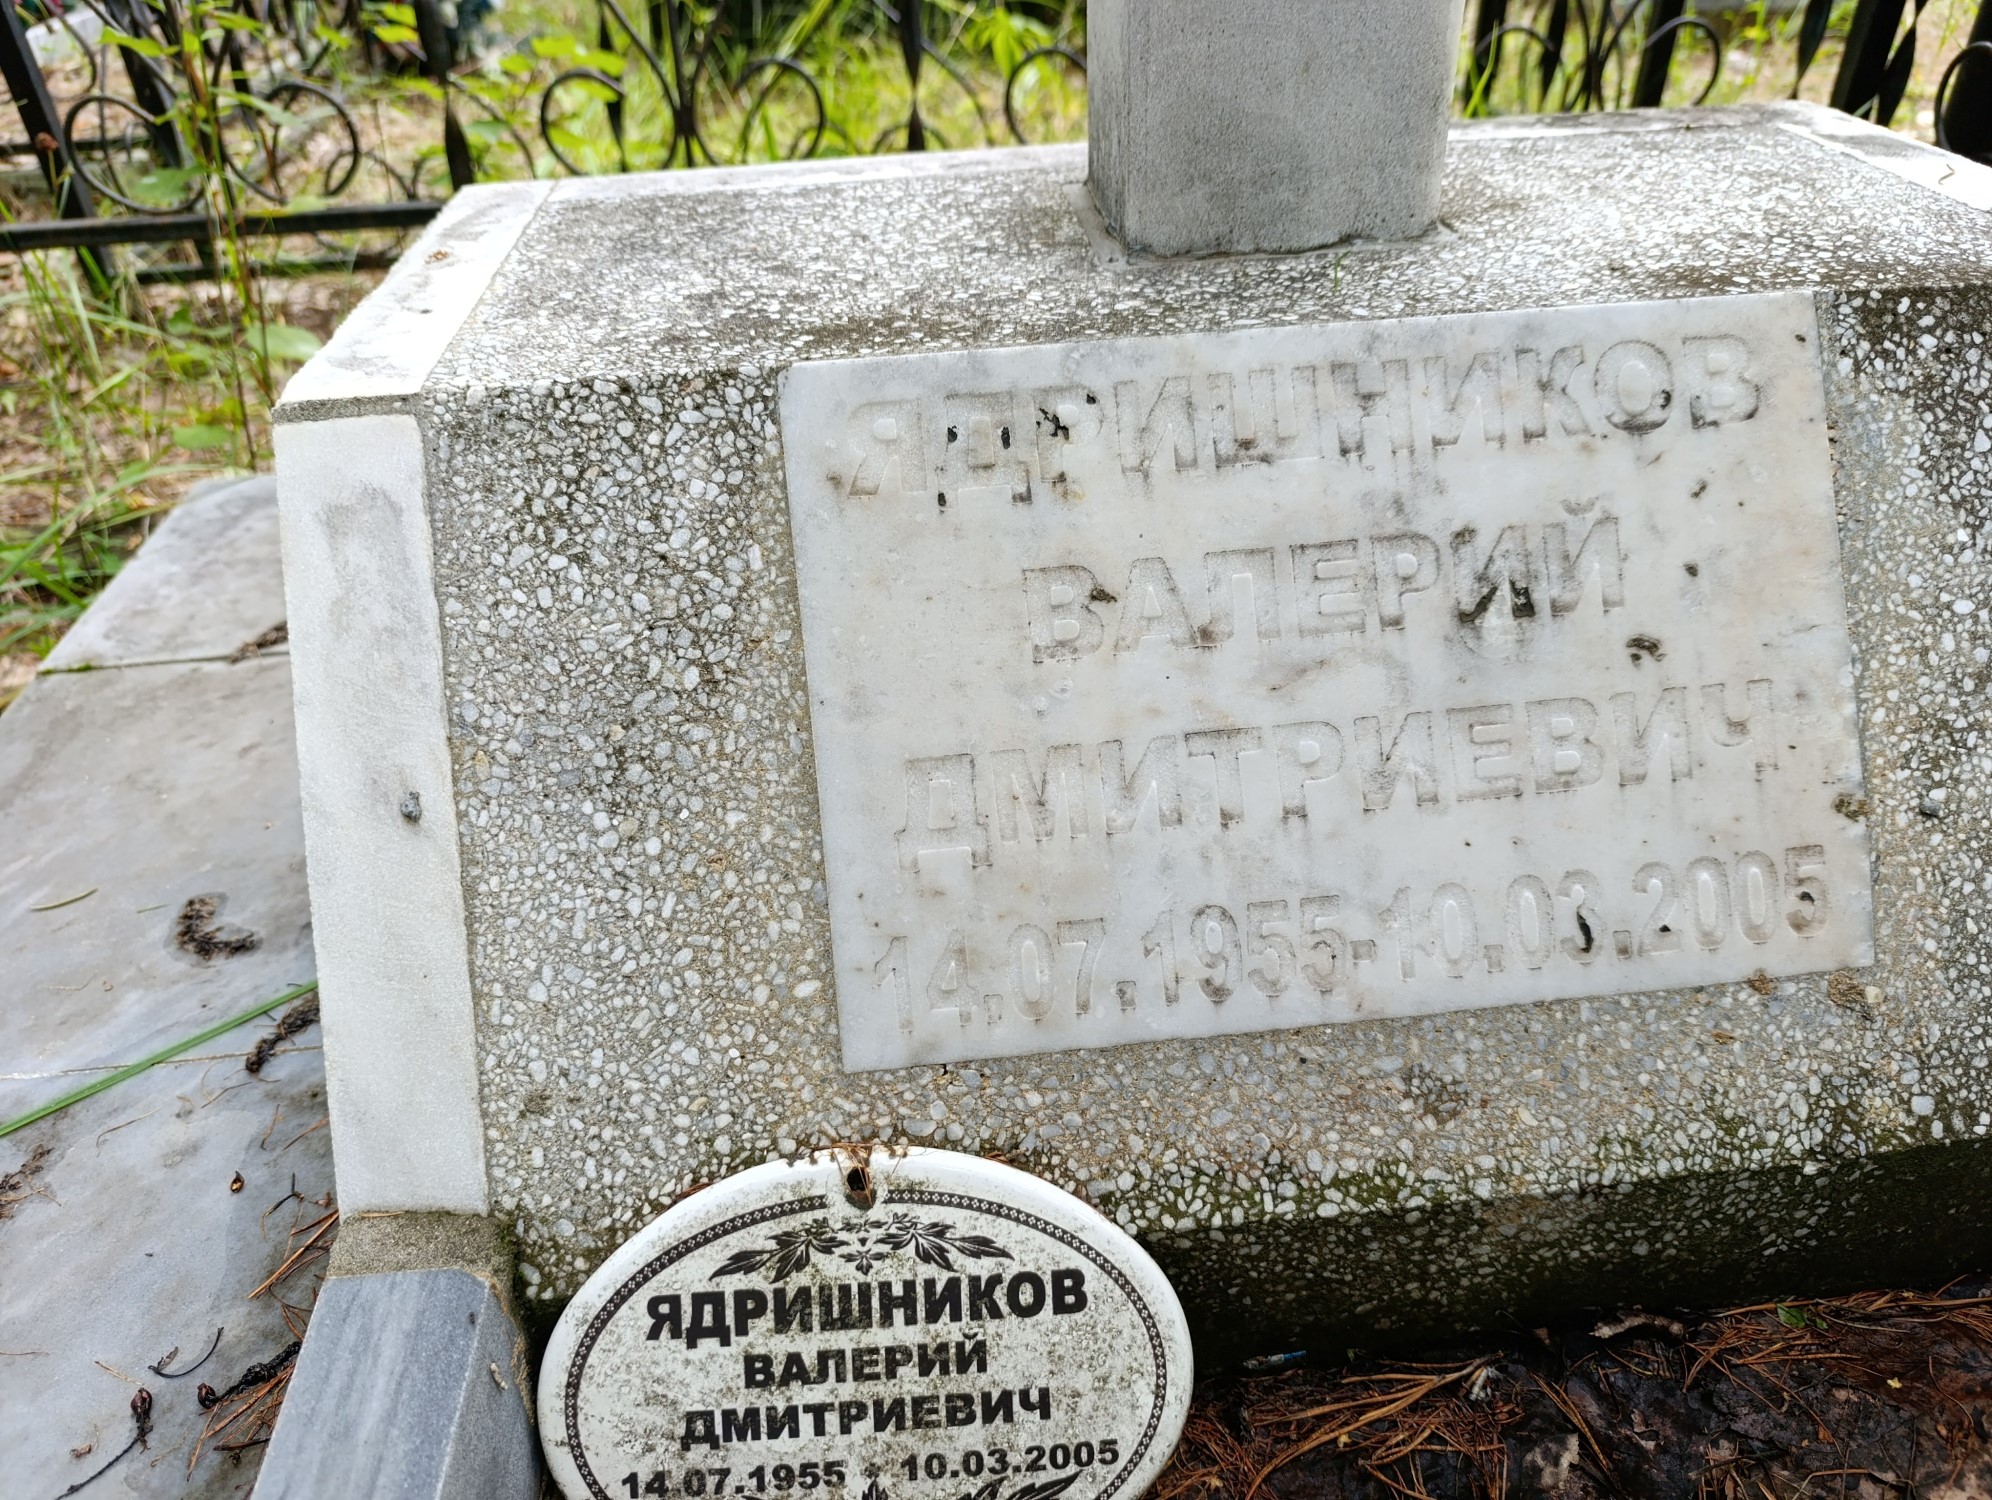 ЯДРИШНИКОВ
ВАЛЕРИЙ
ДМИТРИЕВИЧ
14.07.1955-10.03.2005
ЯДРИШНИКОВ
ВАЛЕРИЙ
ДМИТРИЕВИЧ
14.07.1955 - 10.03.2005